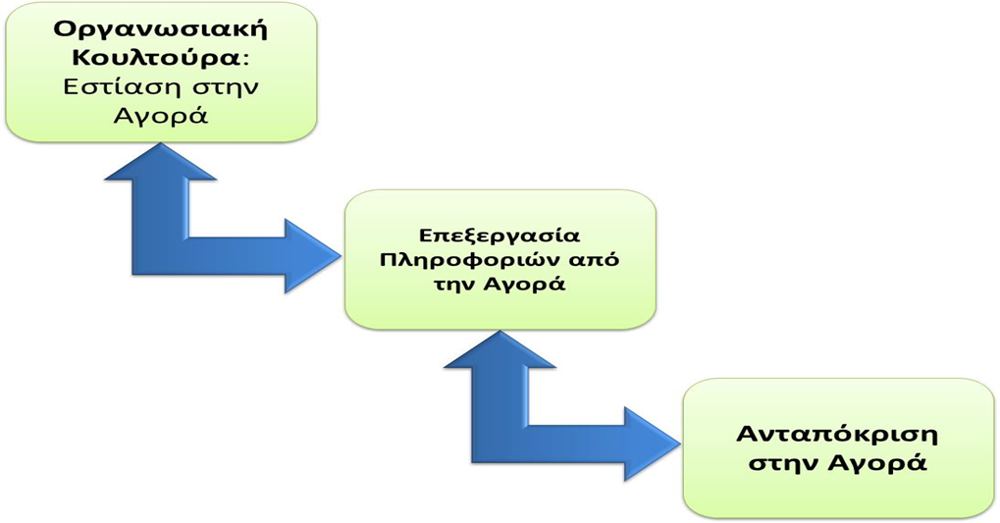 Οργανωσιακή
Κουλτούρα:
Εστίαση στην
Αγορά
Επεξεργασία
Πληροφοριών από
την Αγορά
Ανταπόκριση
στην Αγορά